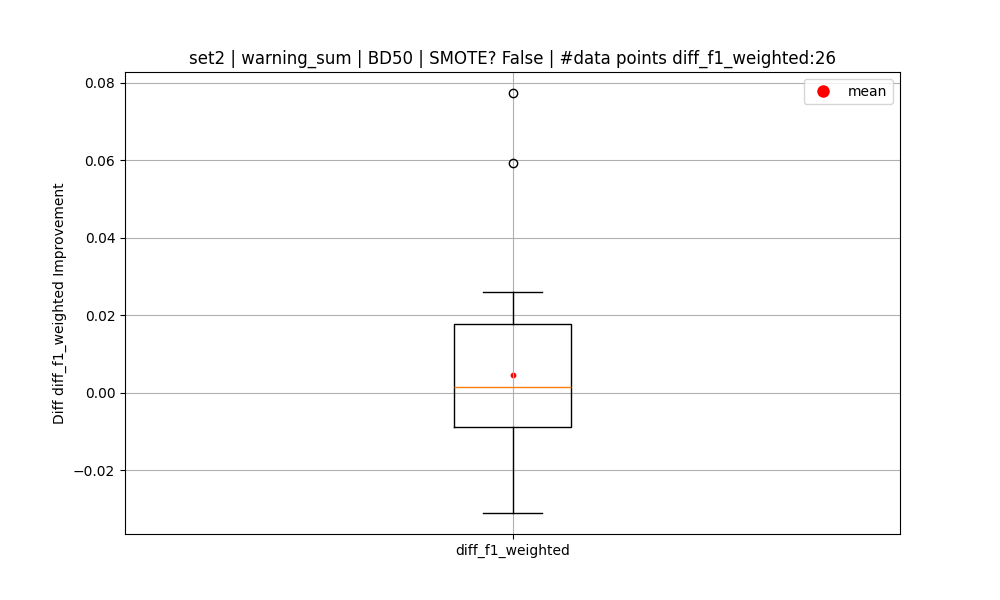 set2 | warning_sum | BD50 | SMOTE? False | #data points diff_f1_weighted:26
mean
0.08
0.06
0.04
0.02
0.00
−0.02
Diff diff_f1_weighted Improvement
diff_f1_weighted